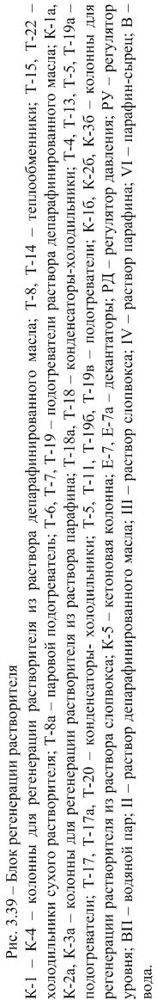 Рис. 3.39 – Блок регенерации растворителя
К-1 – К-4 – колонны для регенерации растворителя из раствора депарафинированного масла; Т-8, Т-14 – теплообменники; Т-15, Т-22 –
холодильники сухого растворителя; Т-8а – паровой подогреватель; Т-6, Т-7, Т-19 – подогреватели раствора депарафинированного масла; К-1а,
К-2а, К-3а – колонны для регенерации растворителя из раствора парафина; Т-18а, Т-18 – конденсаторы-холодильники; Т-4, Т-13, Т-5, Т-19а –
подогреватели; Т-17, Т-17а, Т-20 – конденсаторы- холодильники; Т-5, Т-11, Т-19б, Т-19в – подогреватели; К-1б, К-2б, К-3б – колонны для
регенерации растворителя из раствора слопвокса; К-5 – кетоновая колонна; Е-7, Е-7а – декантаторы; РД – регулятор давления; РУ – регулятор
уровня; ВП – водяной пар; II – раствор депарафинированного масла; III – раствор слопвокса; IV – раствор парафина; VI – парафин-сырец; В –
вода.